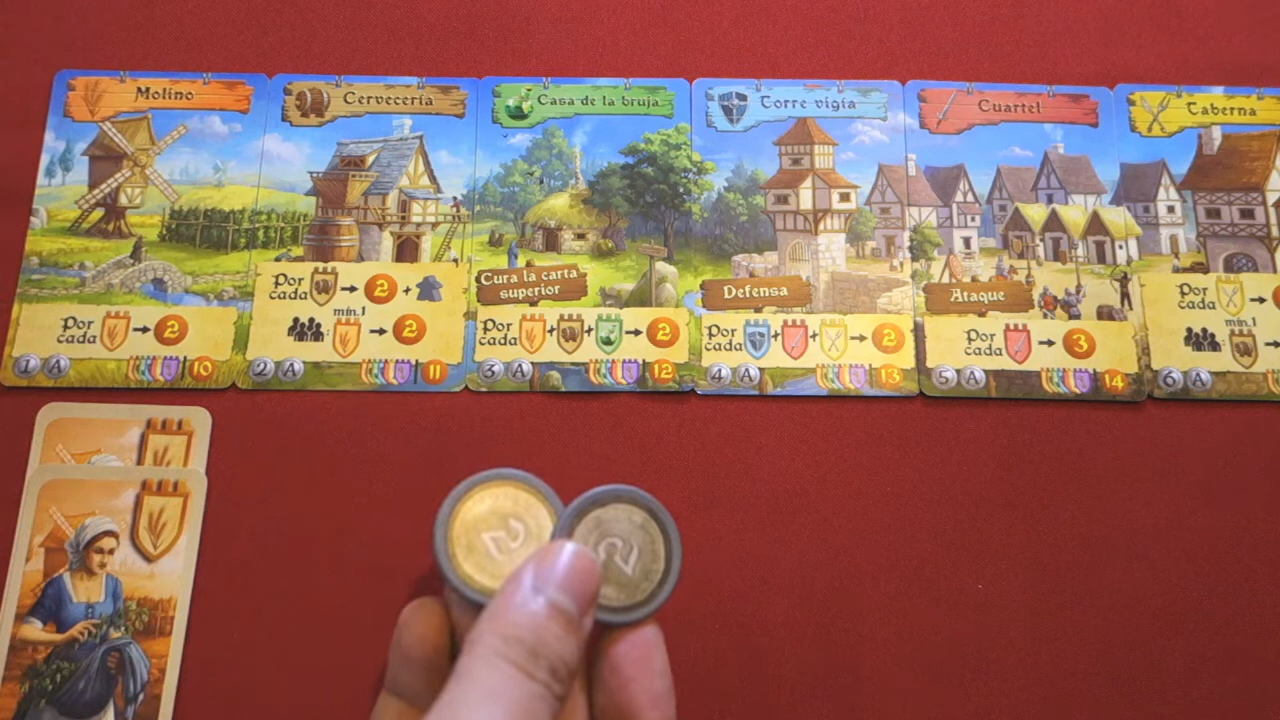 Molino
Por
cada
2
1 A
10
Cervecería
Por
cada
2 +
mín.1
: 2
2 A
11
Casa de la bruja
Cura la carta
superior
Por
cada + + 2
3 A
12
Torre vigía
Defensa
Por
cada + + 2
4 A
13
Cuartel
Ataque
Por
cada
3
5 A
14
Taberna
Por
cada
mín.1
:
6 A
2
2